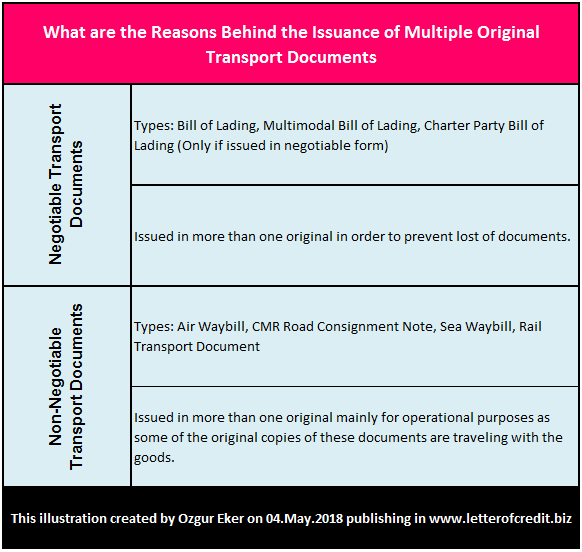 What are the Reasons Behind the Issuance of Multiple Original
Transport Documents
Negotiable Transport
Documents
Types: Bill of Lading, Multimodal Bill of Lading, Charter Party Bill of
Lading (Only if issued in negotiable form)
Issued in more than one original in order to prevent lost of documents.
Non-Negotiable
Transport Documents
Types: Air Waybill, CMR Road Consignment Note, Sea Waybill, Rail
Transport Document
Issued in more than one original mainly for operational purposes as
some of the original copies of these documents are traveling with the
goods.
This illustration created by Ozgur Eker on 04.May.2018 publishing in www.letterofcredit.biz